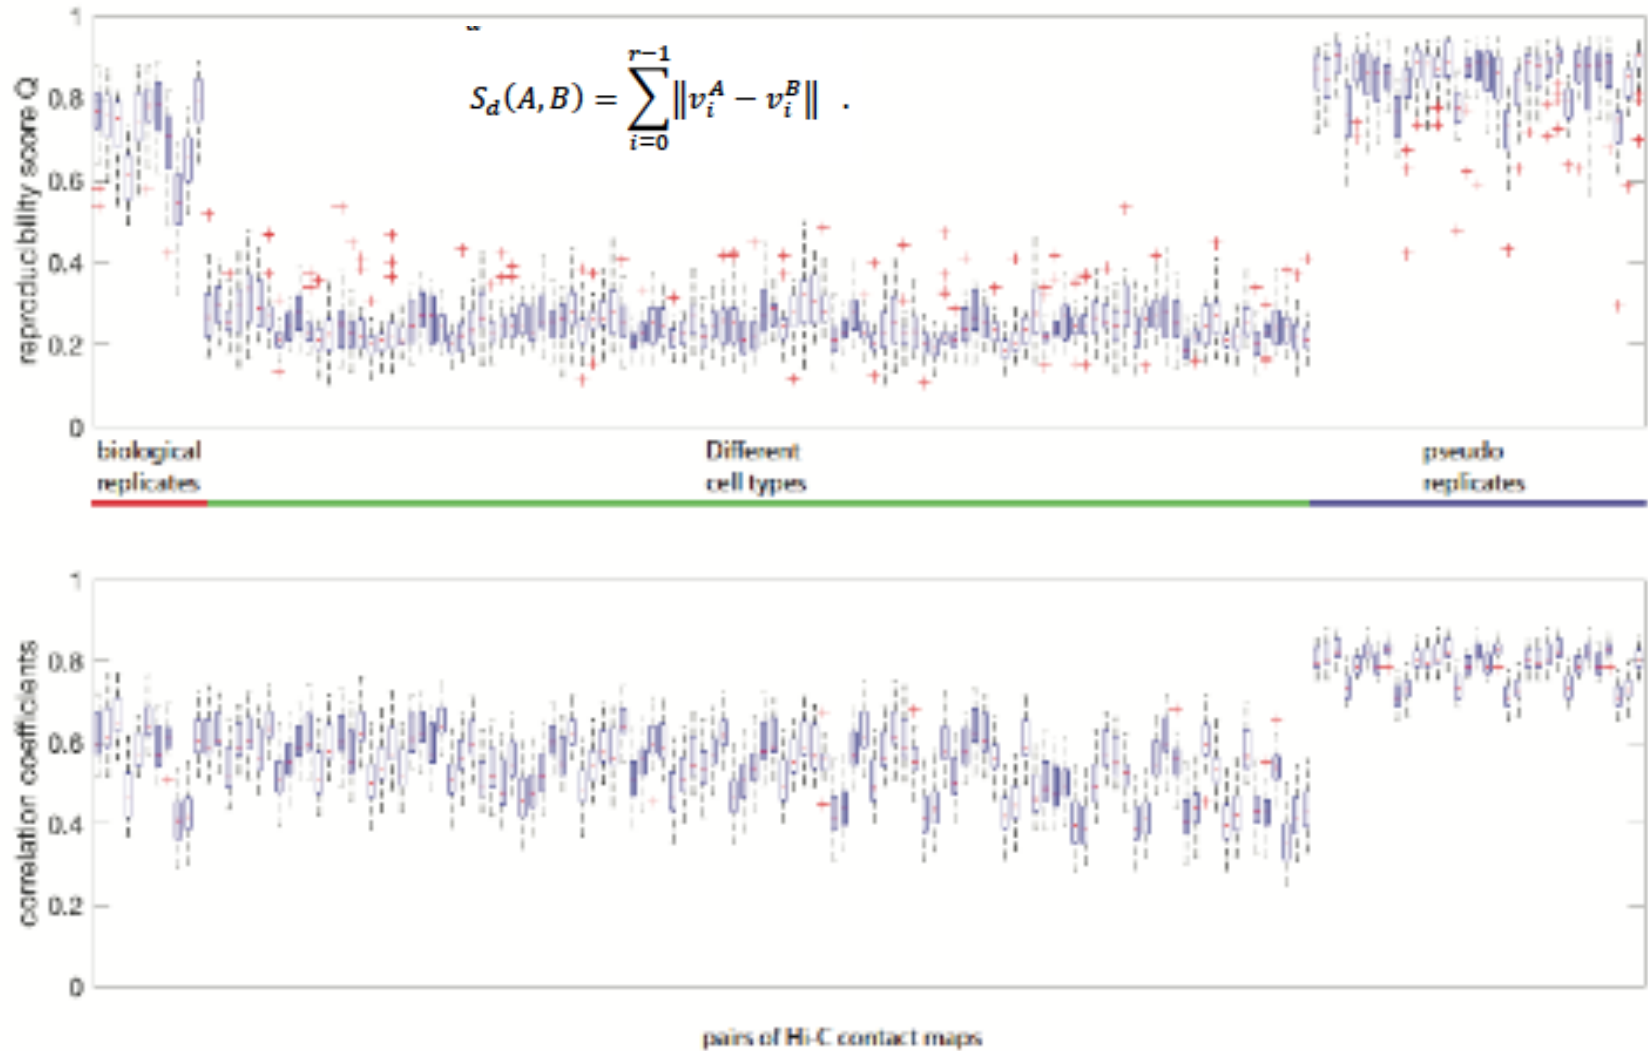 1
0.8
0.6
0.4
0.2
0
reproducibility score Q
r−1
S_d(A, B) = ∑ ‖v_i^A − v_i^B‖ .
i=0
biological
replicates
Different
cell types
pseudo
replicates
1
0.8
0.6
0.4
0.2
0
correlation coefficients
pairs of Hi-C contact maps